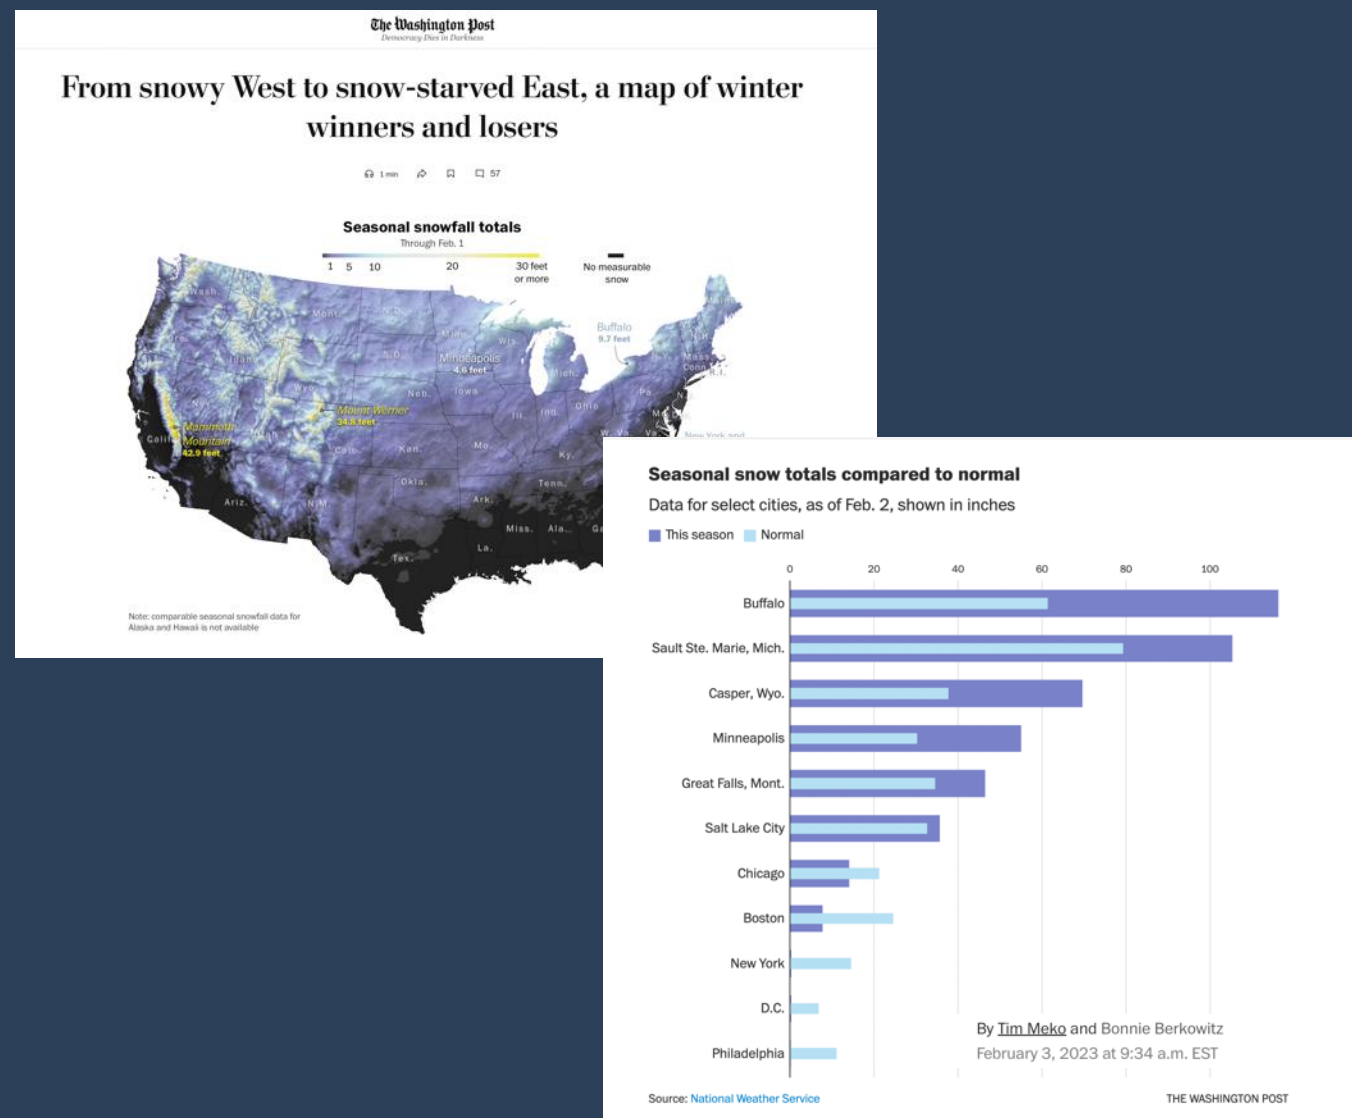 The Washington Post
Democracy Dies in Darkness
From snowy West to snow-starved East, a map of winter
winners and losers
1 min
57
Seasonal snowfall totals
Through Feb. 1
1 5 10 20 30 feet
or more
No measurable
snow
Wash.
Mont.
N.D.
Maine
Buffalo
9.7 feet
Minn.
Wis.
Idaho
S.D.
Minneapolis
4.6 feet
Mich.
Mass.
Conn.
R.I.
Wyo.
Neb.
Iowa
Pa.
Ill.
Ind.
Ohio
Mount Werner
34.8 feet
Mammoth
Mountain
42.9 feet
Calif.
Colo.
Kan.
Mo.
W. Va.
Va.
New York and
Ky.
Okla.
Tenn.
Ariz.
N.M.
Ark.
Miss.
Ala.
Tex.
La.
Note: comparable seasonal snowfall data for
Alaska and Hawaii is not available
Seasonal snow totals compared to normal
Data for select cities, as of Feb. 2, shown in inches
This season Normal
0 20 40 60 80 100
Buffalo
Sault Ste. Marie, Mich.
Casper, Wyo.
Minneapolis
Great Falls, Mont.
Salt Lake City
Chicago
Boston
New York
D.C.
Philadelphia
By Tim Meko and Bonnie Berkowitz
February 3, 2023 at 9:34 a.m. EST
Source: National Weather Service
THE WASHINGTON POST